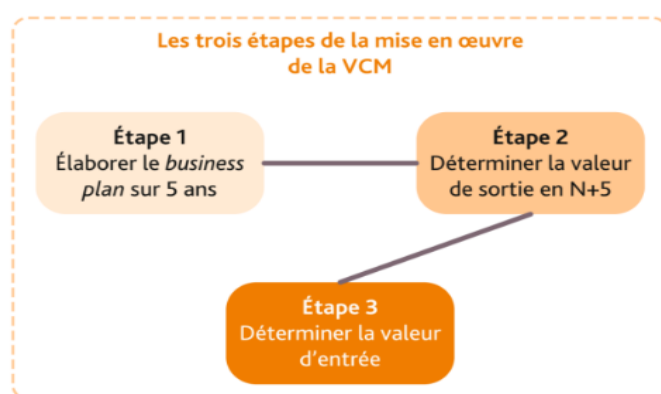 Les trois étapes de la mise en œuvre
de la VCM
Étape 1
Élaborer le business
plan sur 5 ans
Étape 2
Déterminer la valeur
de sortie en N+5
Étape 3
Déterminer la valeur
d'entrée